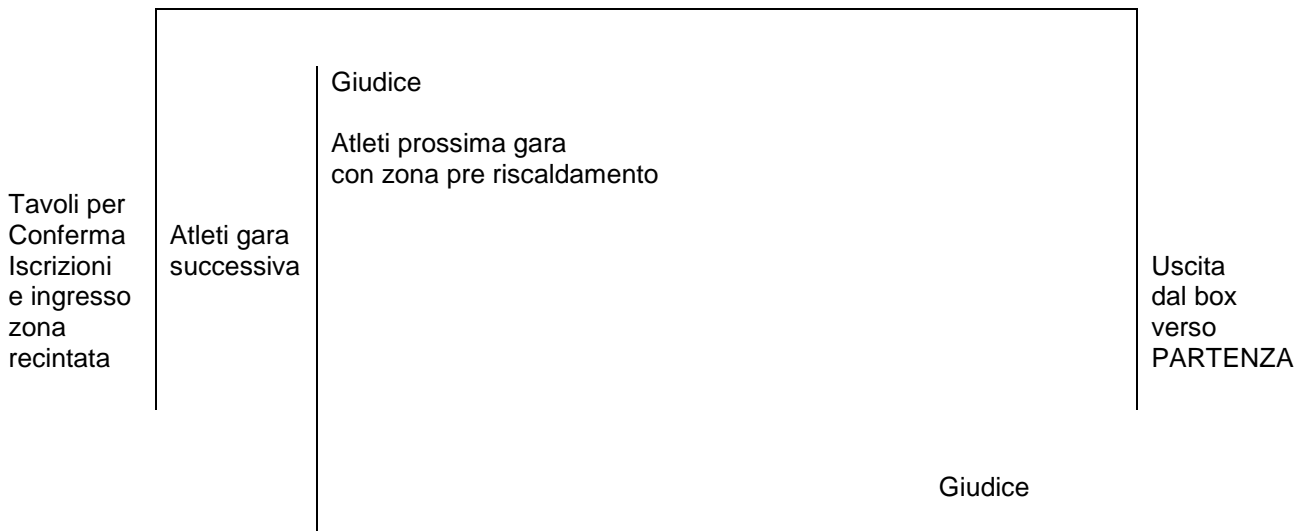 Giudice
Atleti prossima gara
con zona pre riscaldamento
Tavoli per
Conferma
Iscrizioni
e ingresso
zona
recintata
Atleti gara
successiva
Uscita
dal box
verso
PARTENZA
Giudice